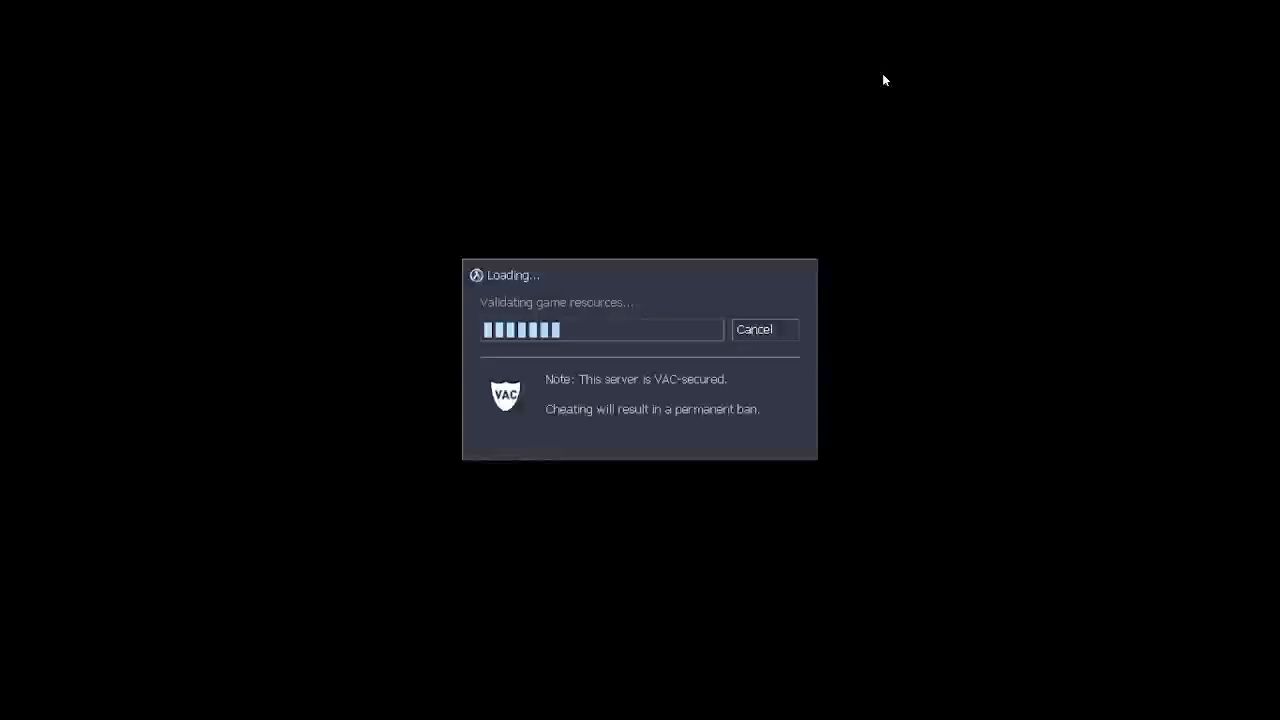 Loading...
Validating game resources...
Cancel
VAC
Note: This server is VAC-secured.
Cheating will result in a permanent ban.